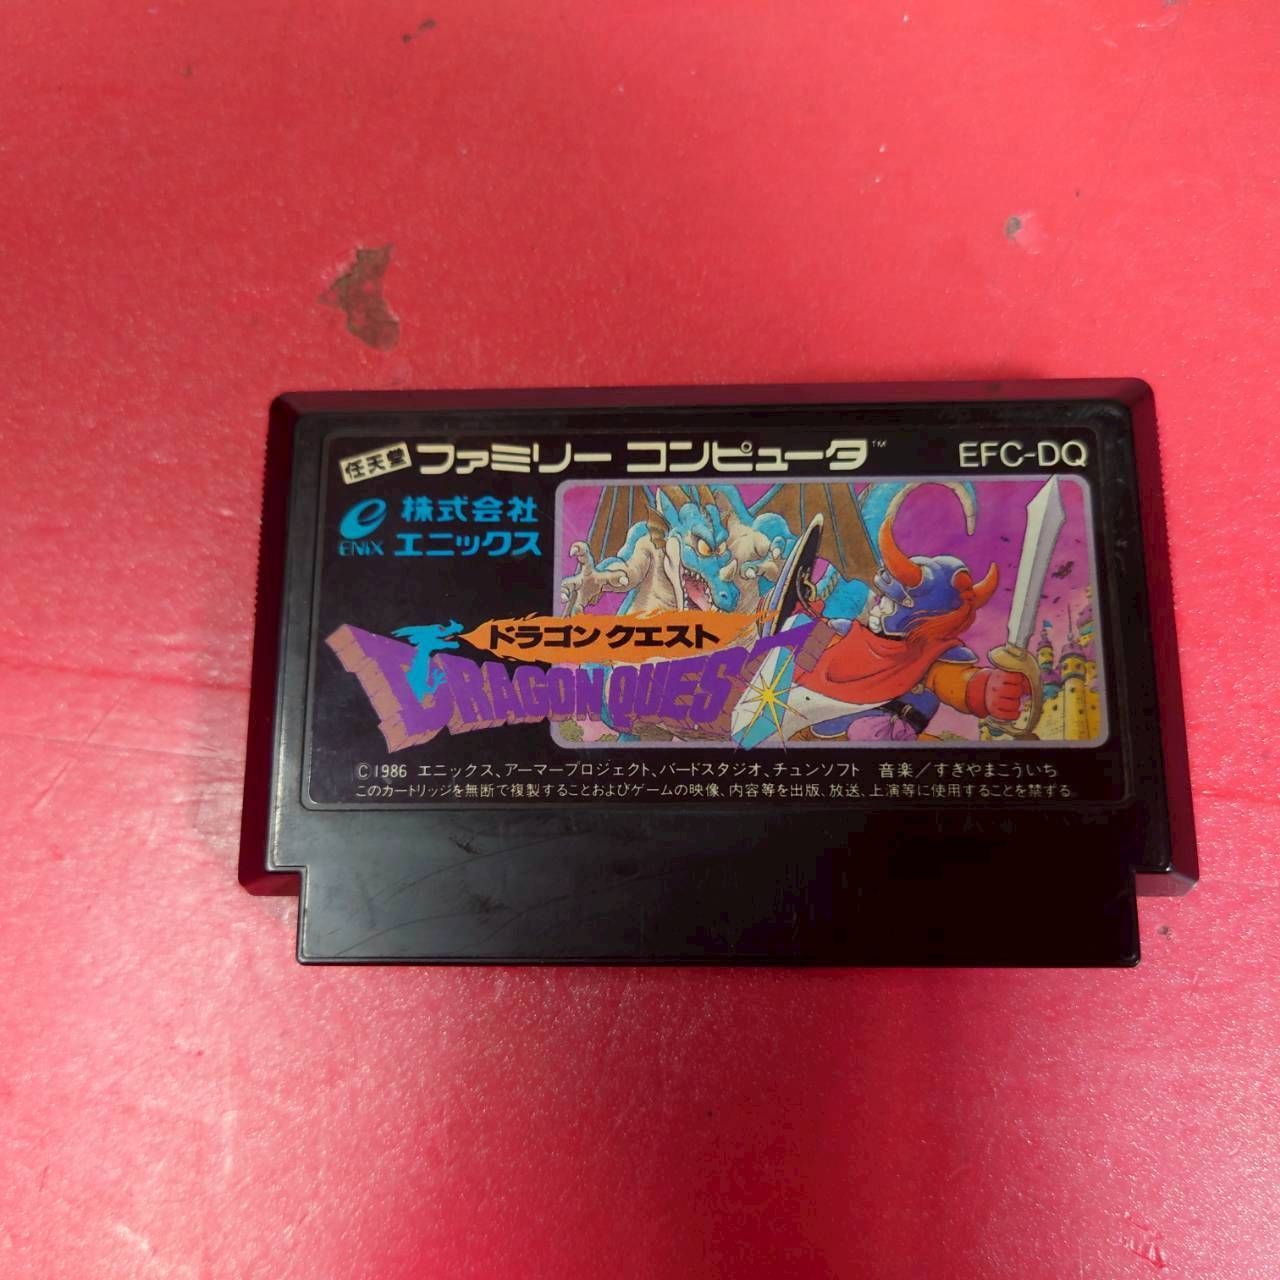 任天堂 ファミリー コンピュータ™ EFC-DQ
e 株式会社
ENIX エニックス
ドラゴンクエスト
DRAGON QUEST
©1986 エニックス、アーマープロジェクト、バードスタジオ、チュンソフト 音楽／すぎやまこういち
このカートリッジを無断で複製することおよびゲームの映像、内容等を出版、放送、上演等に使用することを禁ずる。